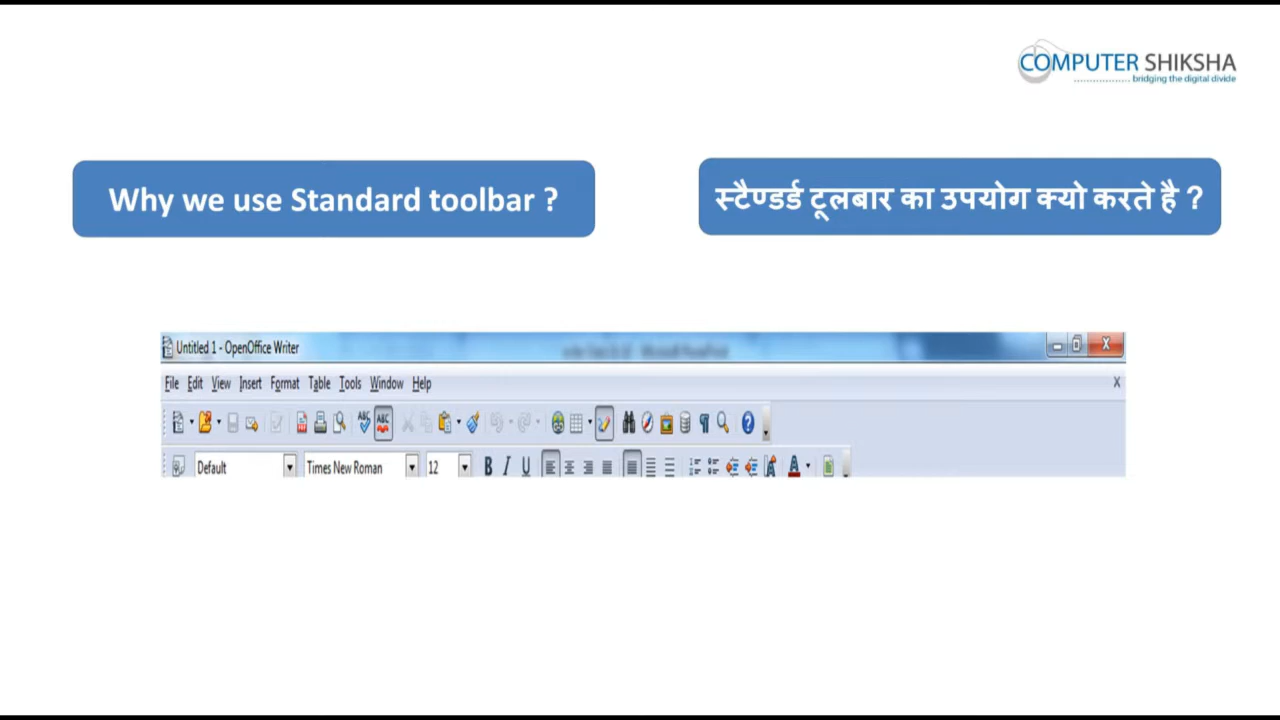 COMPUTER SHIKSHA
bridging the digital divide
Why we use Standard toolbar ?
स्टैण्डर्ड टूलबार का उपयोग क्यो करते है ?
Untitled 1 - OpenOffice Writer
File Edit View Insert Format Table Tools Window Help
Default Times New Roman 12 B I U